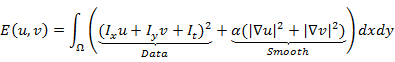 E(u,v) = ∫_Ω ( (I_x u + I_y v + I_t)² + α(|∇u|² + |∇v|²) ) dxdy
Data Smooth